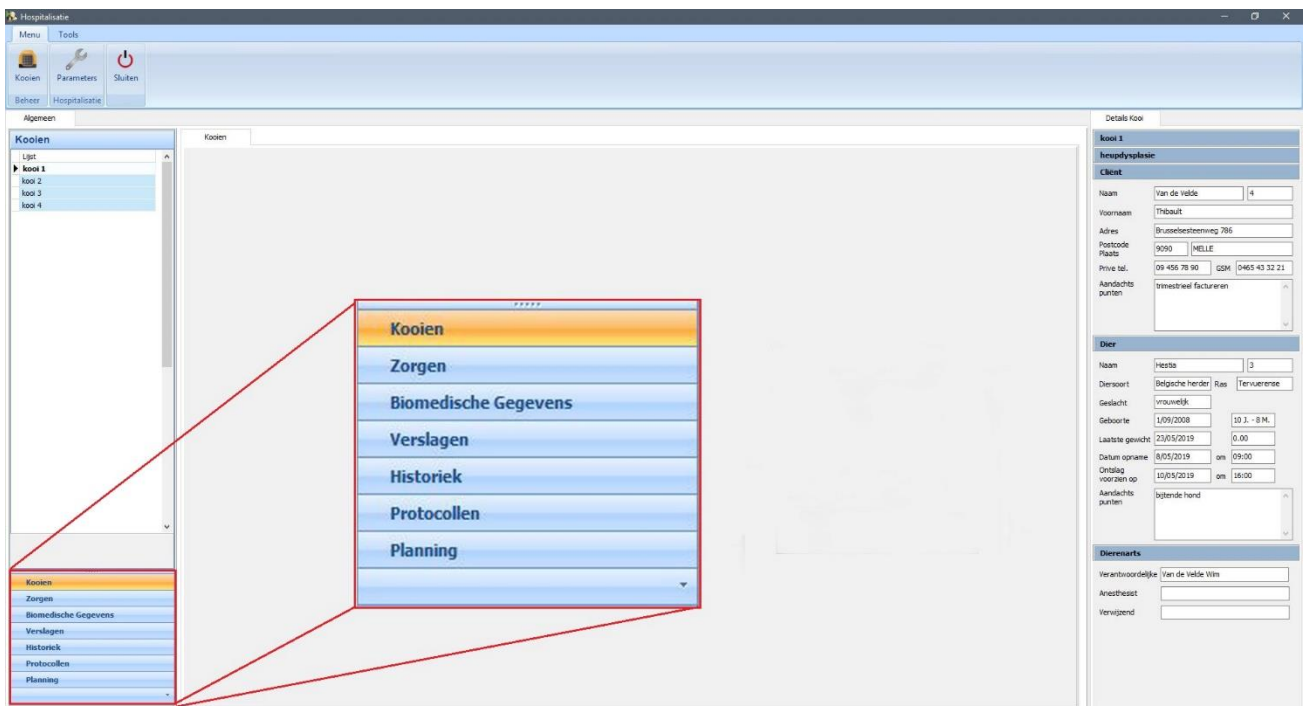 Hospitalisatie
Menu Tools
Kooien Parameters Sluiten
Beheer Hospitalisatie
Algemeen
Kooien
Lijst
kooi 1
kooi 2
kooi 3
kooi 4
Kooien
Zorgen
Biomedische Gegevens
Verslagen
Historiek
Protocollen
Planning
Kooien
Kooien
Zorgen
Biomedische Gegevens
Verslagen
Historiek
Protocollen
Planning
Details Kooi
kooi 1
heupdysplasie
Cliënt
Naam Van de Velde 4
Voornaam Thibault
Adres Brusselsesteenweg 786
Postcode
Plaats 9090 MELLE
Prive tel. 09 456 78 90 GSM 0465 43 32 21
Aandachts
punten trimestrieel factureren
Dier
Naam Hestia 3
Diersoort Belgische herder Ras Tervuerense
Geslacht vrouwelijk
Geboorte 1/09/2008 10 J. - 8 M.
Laatste gewicht 23/05/2019 0.00
Datum opname 8/05/2019 om 09:00
Ontslag
voorzien op 10/05/2019 om 16:00
Aandachts
punten bijtende hond
Dierenarts
Verantwoordelijke Van de Velde Wim
Anesthesist
Verwijzend